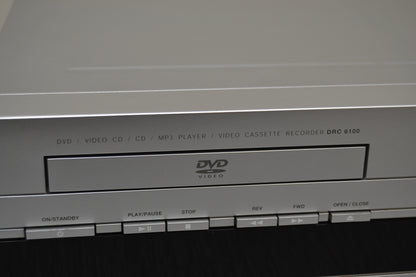 DVD / VIDEO CD / CD / MP3 PLAYER / VIDEO CASSETTE RECORDER DRC 6100
DVD
VIDEO
ON/STANDBY PLAY/PAUSE STOP REV FWD OPEN / CLOSE